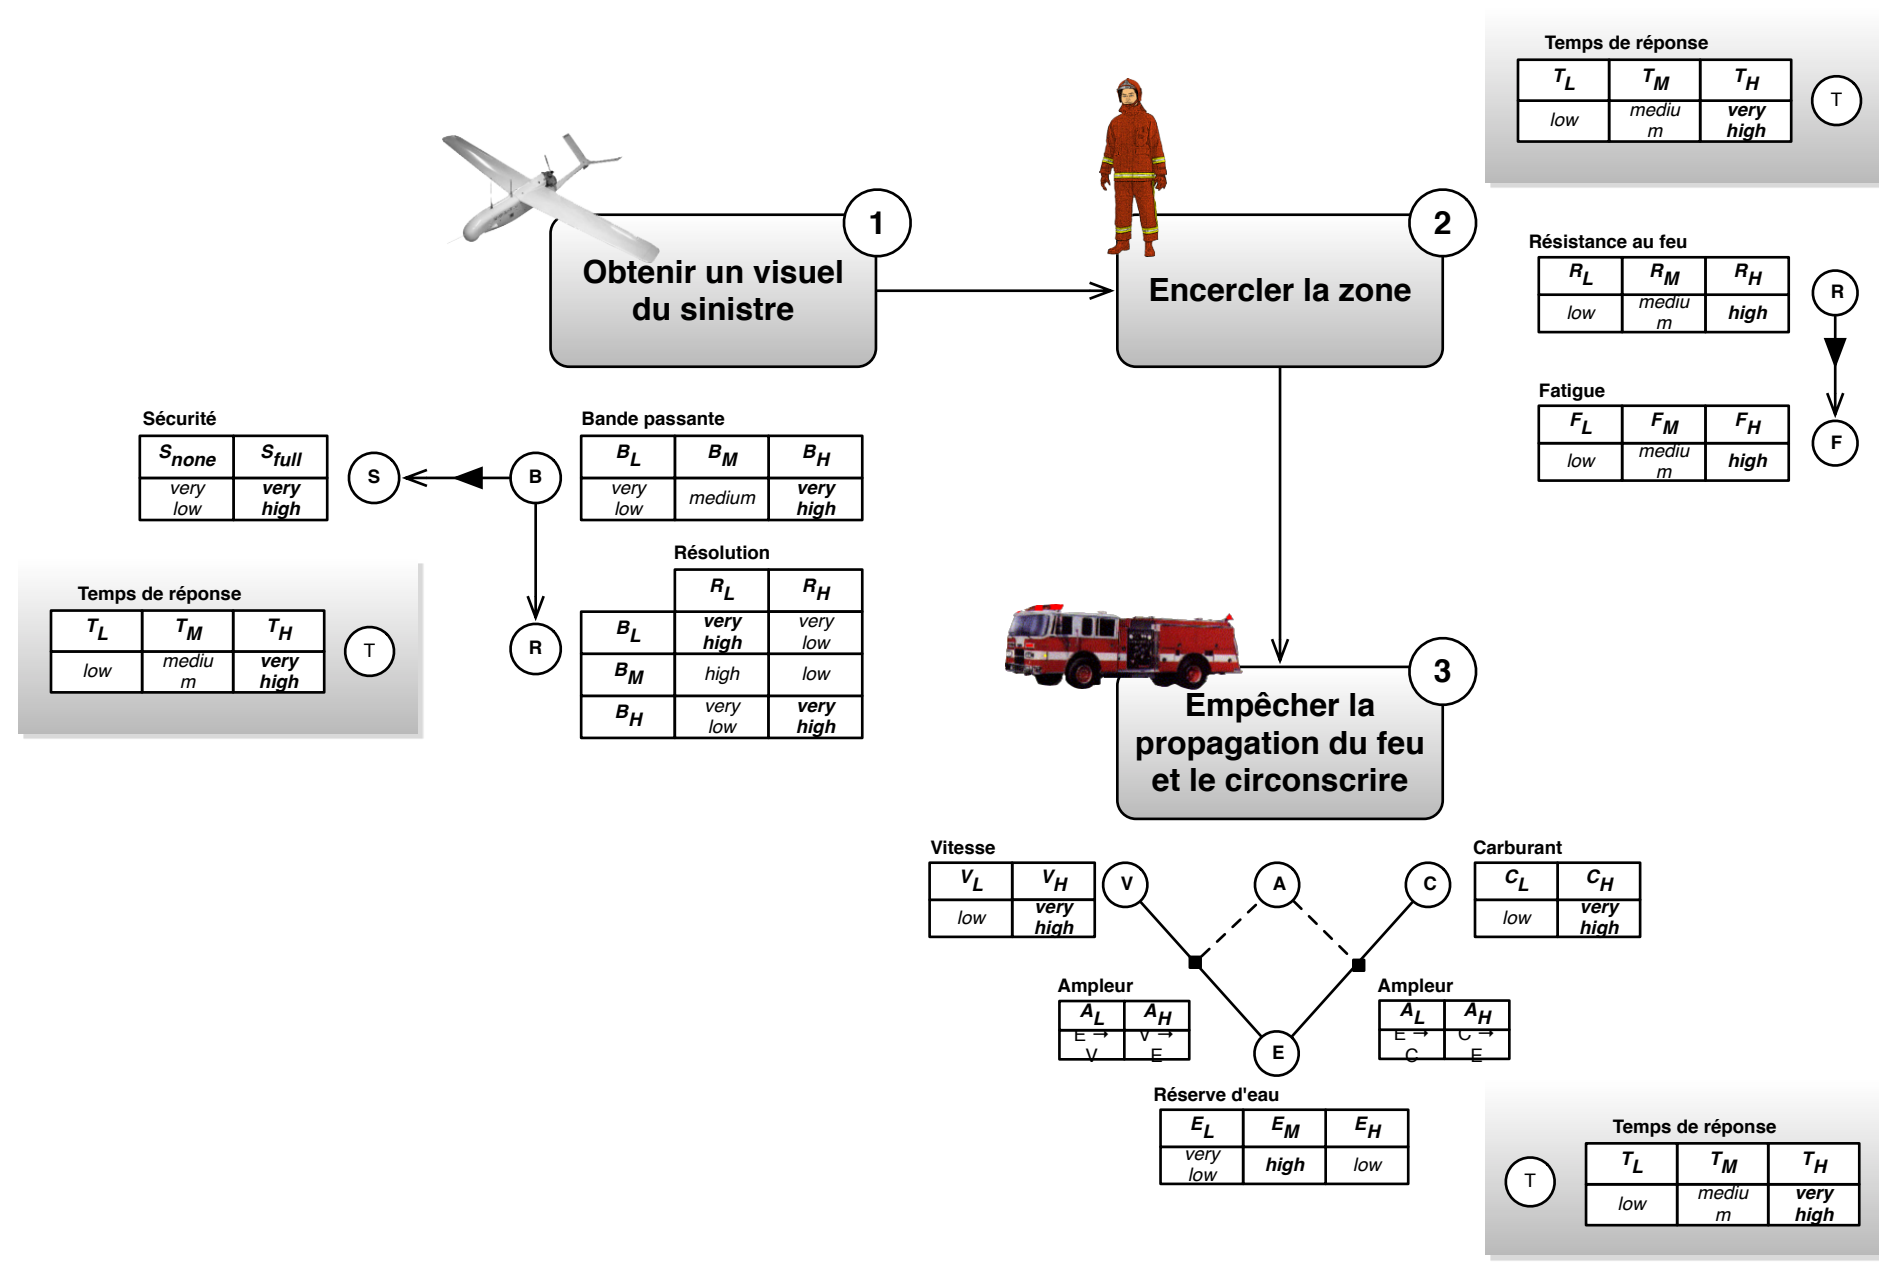 Temps de réponse
T_L T_M T_H
low mediu very
m high
T
1
Obtenir un visuel
du sinistre
2
Encercler la zone
Résistance au feu
R_L R_M R_H
low mediu high
m
R
Fatigue
F_L F_M F_H
low mediu high
m
F
Sécurité
S_none S_full
very very
low high
S
B
Bande passante
B_L B_M B_H
very medium very
low high
Résolution
R_L R_H
B_L very very
high low
B_M high low
B_H very very
low high
R
Temps de réponse
T_L T_M T_H
low mediu very
m high
T
3
Empêcher la
propagation du feu
et le circonscrire
Vitesse
V_L V_H
low very
high
V
A
C
Carburant
C_L C_H
low very
high
Ampleur
A_L A_H
E → V →
V E
Ampleur
A_L A_H
E → C →
C E
E
Réserve d'eau
E_L E_M E_H
very high low
low
T
Temps de réponse
T_L T_M T_H
low mediu very
m high